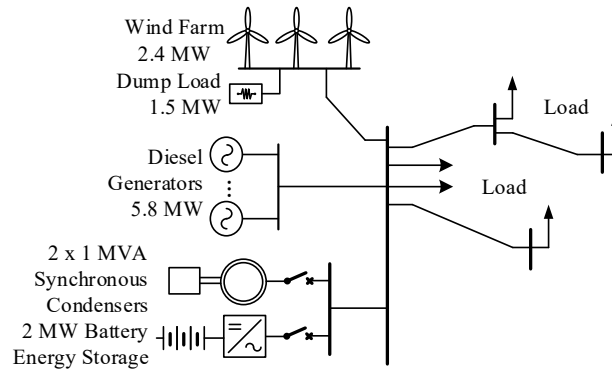 Wind Farm
2.4 MW
Dump Load
1.5 MW
Load
Diesel
Generators
5.8 MW
Load
2 x 1 MVA
Synchronous
Condensers
2 MW Battery
Energy Storage